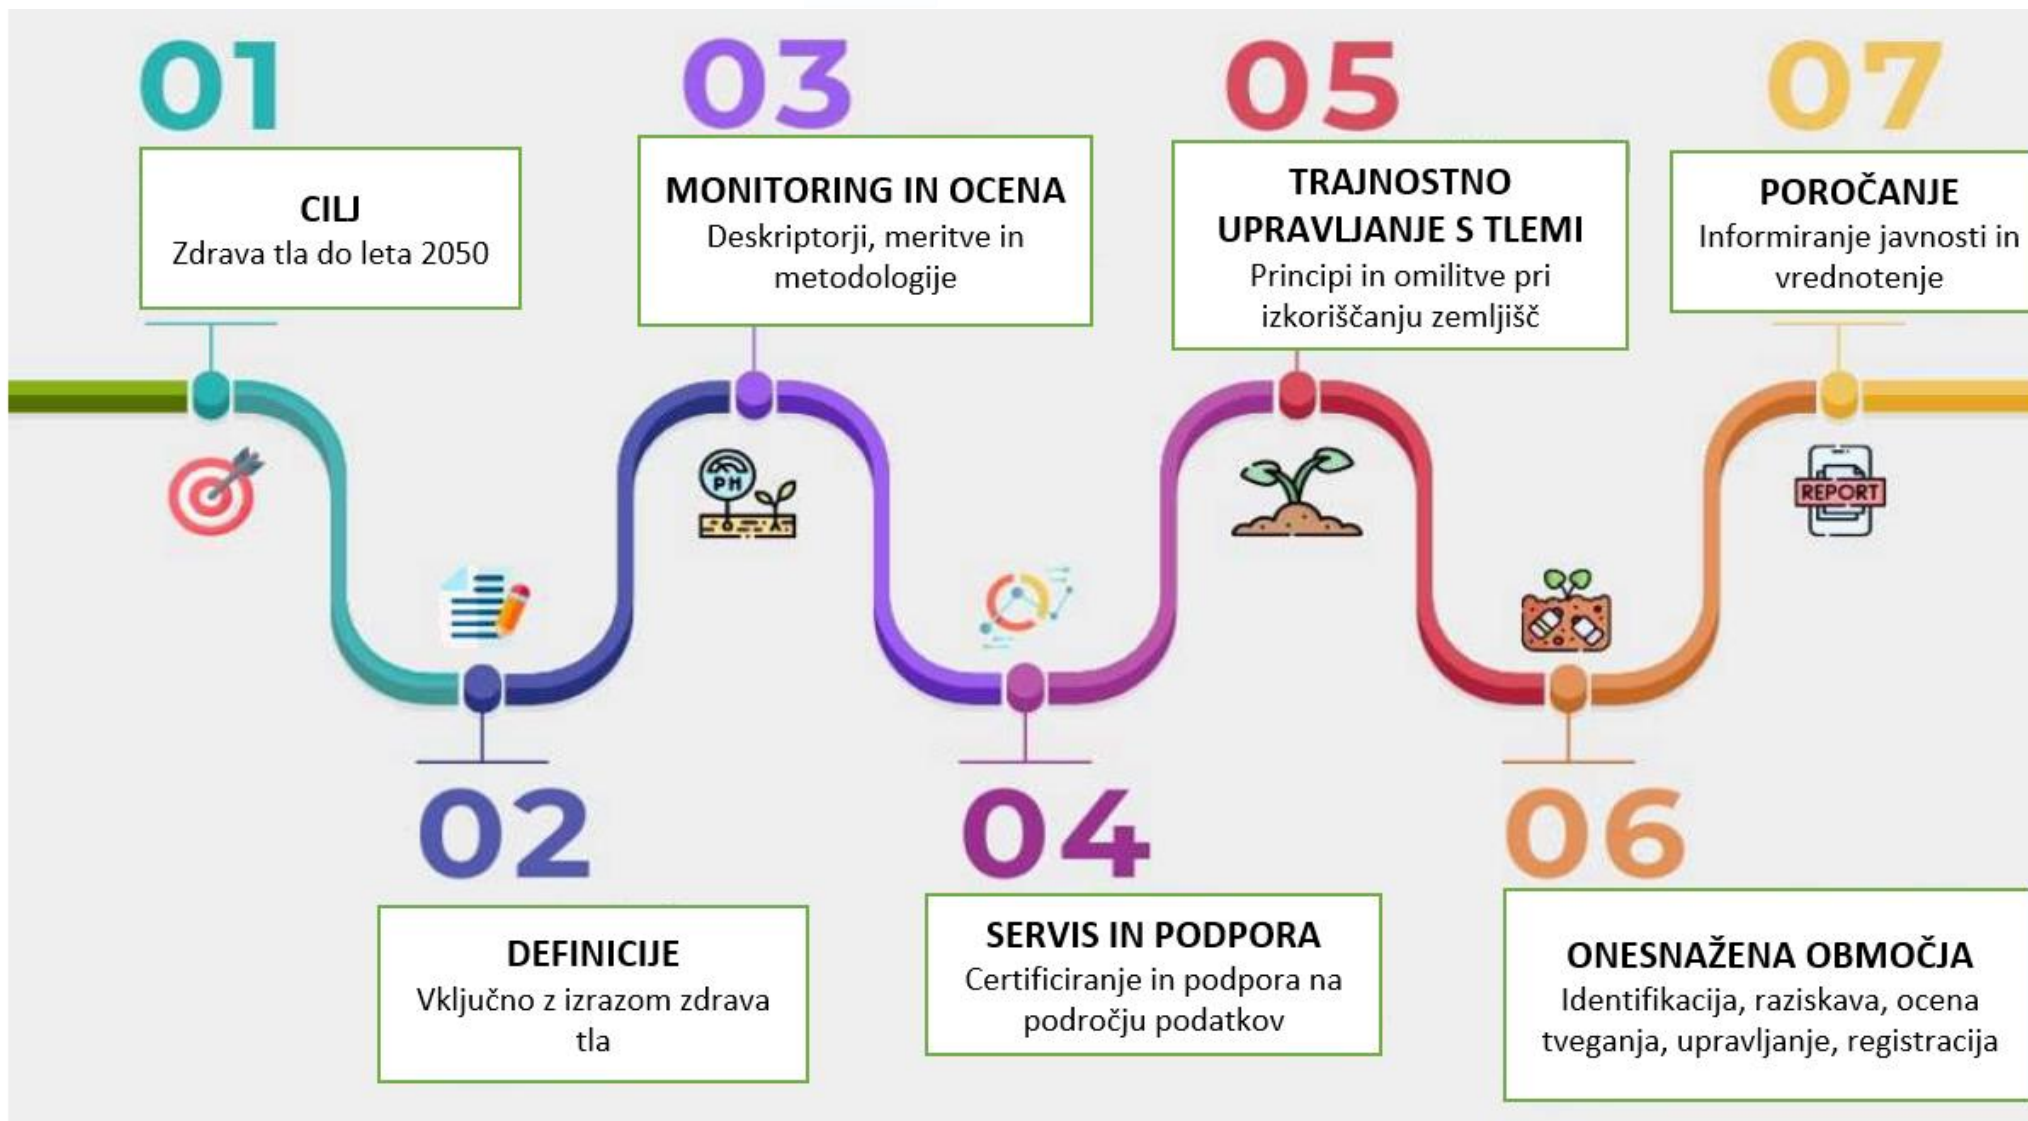 01
CILJ
Zdrava tla do leta 2050
02
DEFINICIJE
Vključno z izrazom zdrava
tla
03
MONITORING IN OCENA
Deskriptorji, meritve in
metodologije
PH
04
SERVIS IN PODPORA
Certificiranje in podpora na
področju podatkov
05
TRAJNOSTNO
UPRAVLJANJE S TLEMI
Principi in omilitve pri
izkoriščanju zemljišč
06
ONESNAŽENA OBMOČJA
Identifikacija, raziskava, ocena
tveganja, upravljanje, registracija
07
POROČANJE
Informiranje javnosti in
vrednotenje
REPORT